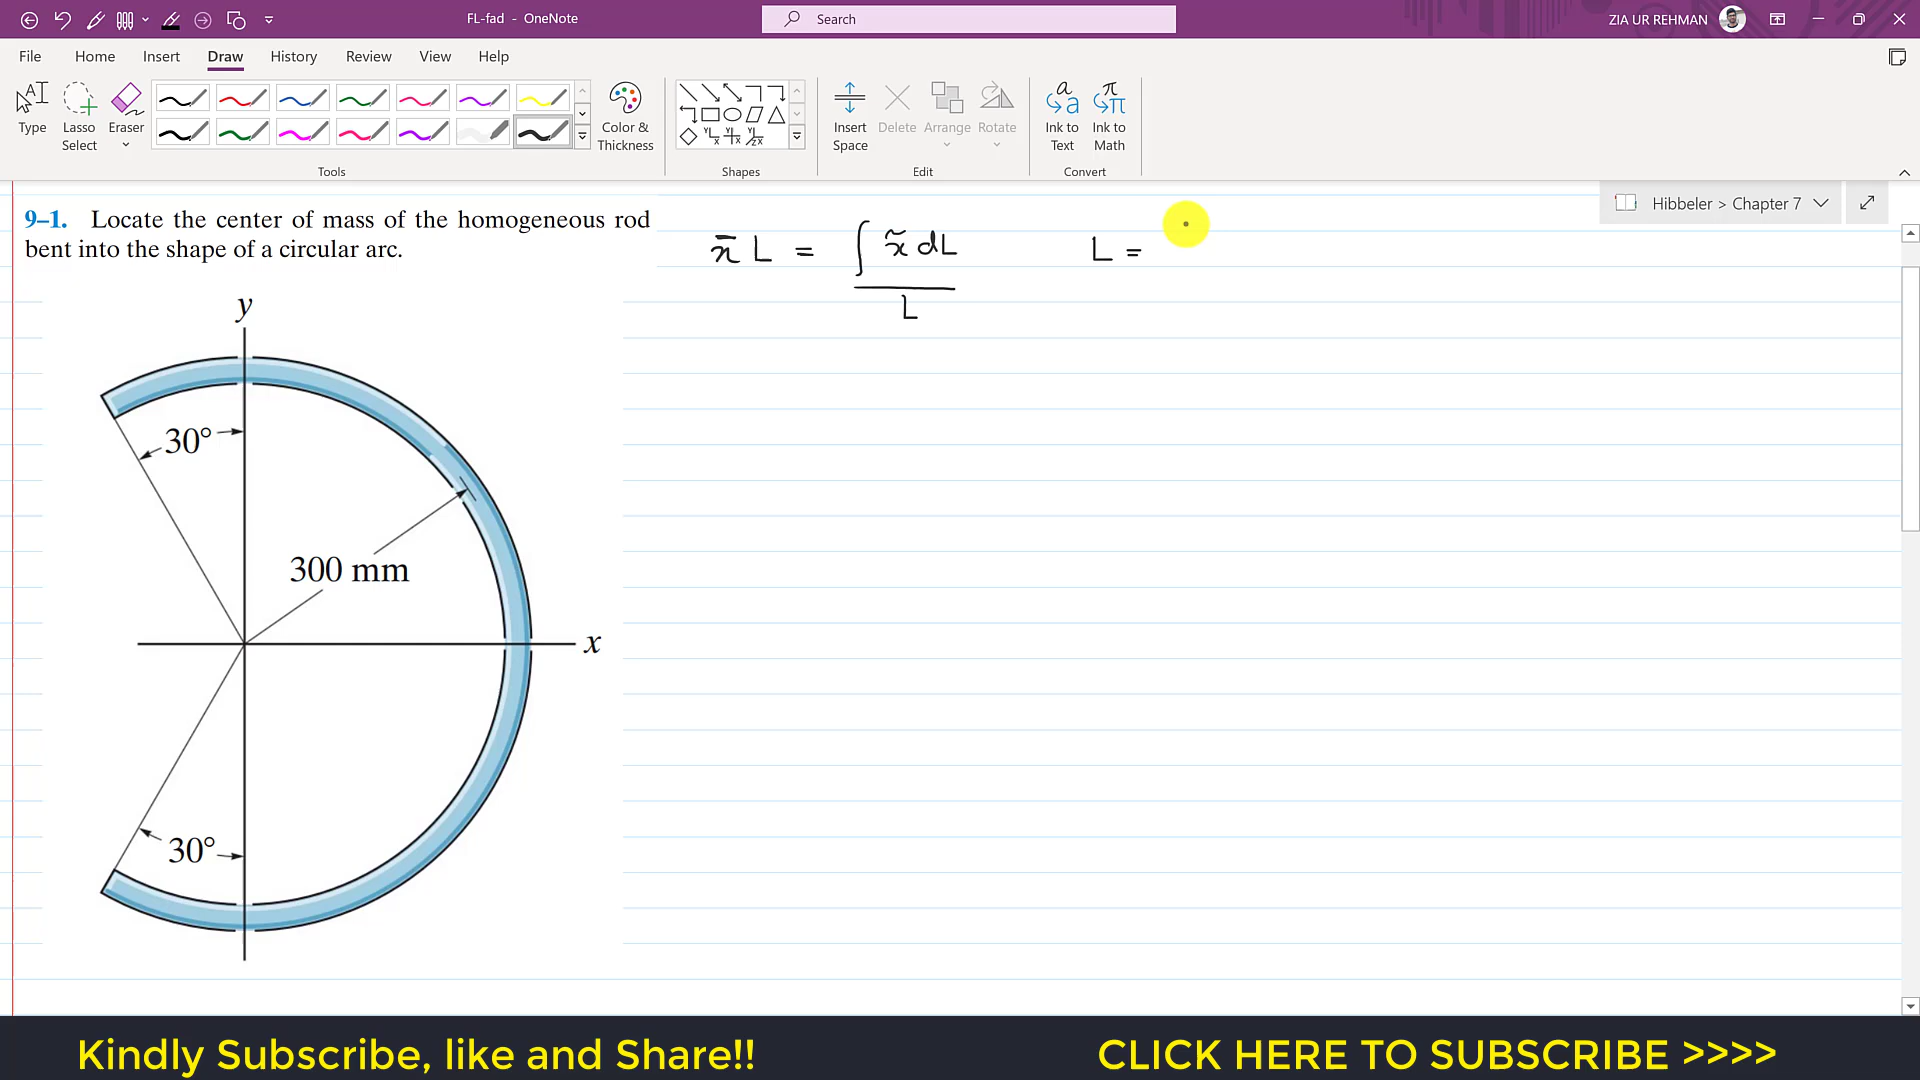 FL-fad - OneNote
Search
ZIA UR REHMAN
File Home Insert Draw History Review View Help
Type
Lasso Select
Eraser
Color & Thickness
Insert Space
Delete
Arrange
Rotate
Ink to Text
Ink to Math
Tools
Shapes
Edit
Convert
Hibbeler > Chapter 7
9–1. Locate the center of mass of the homogeneous rod
bent into the shape of a circular arc.
x̄ L = ∫ x̃ dL
L
L =
y
30°
300 mm
x
30°
Kindly Subscribe, like and Share!!
CLICK HERE TO SUBSCRIBE >>>>